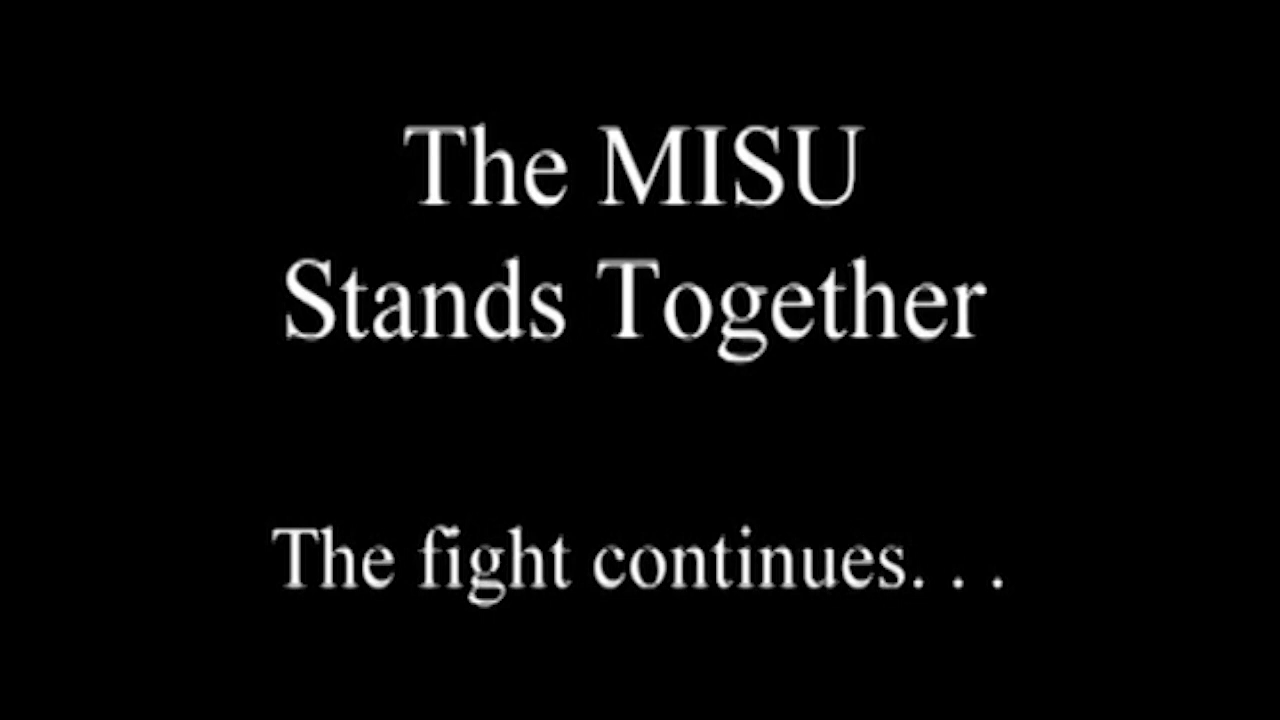 The MISU
Stands Together
The fight continues. . .